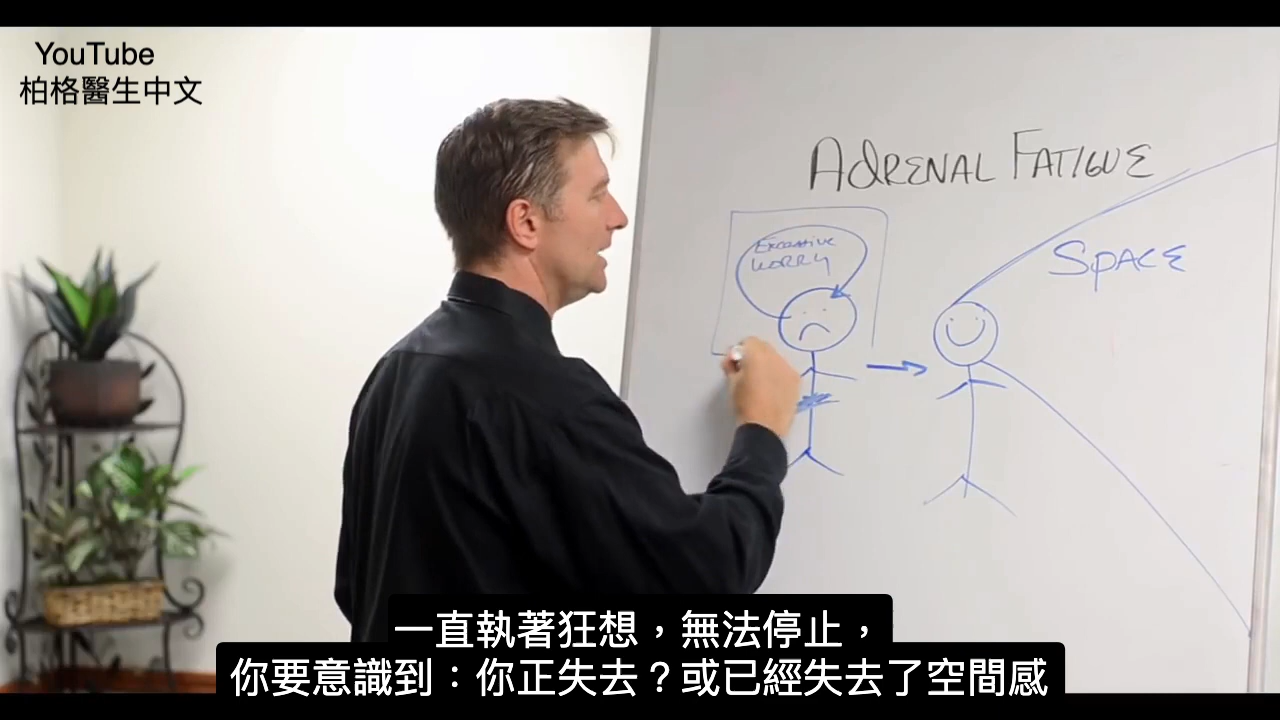 YouTube
柏格醫生中文
ADRENAL FATIGUE
EXCESSIVE
WORRY
SPACE
一直執著狂想，無法停止，
你要意識到：你正失去？或已經失去了空間感